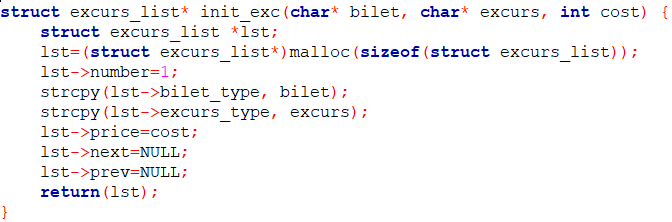 struct excurs_list* init_exc(char* bilet, char* excurs, int cost) {
    struct excurs_list *lst;
    lst=(struct excurs_list*)malloc(sizeof(struct excurs_list));
    lst->number=1;
    strcpy(lst->bilet_type, bilet);
    strcpy(lst->excurs_type, excurs);
    lst->price=cost;
    lst->next=NULL;
    lst->prev=NULL;
    return(lst);
}